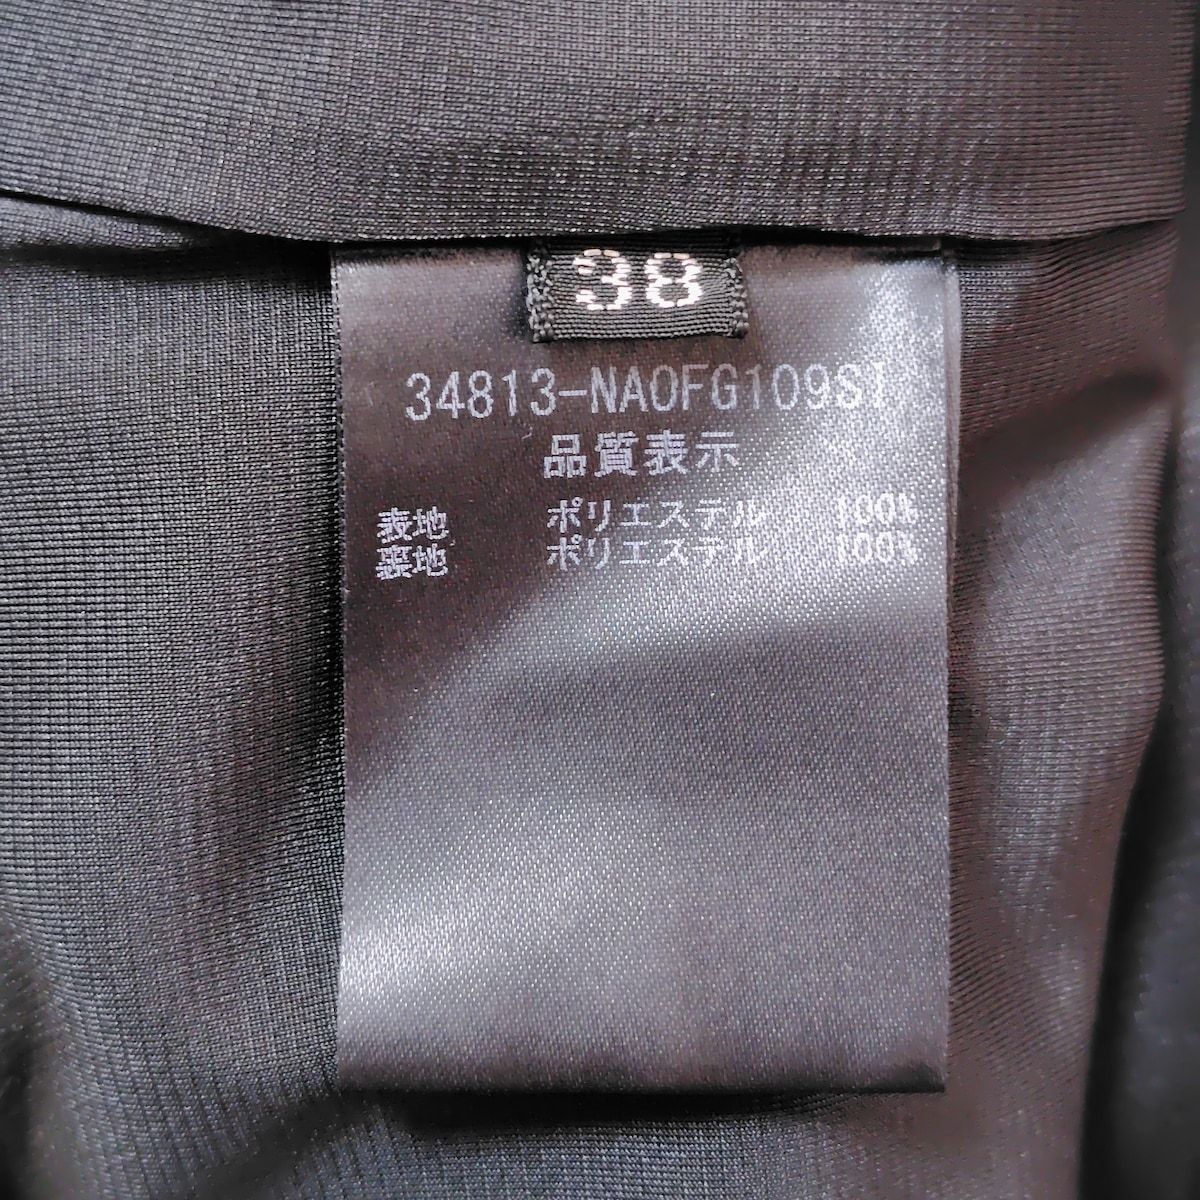 38
34813-NAOFG109SI
品質表示
表地 ポリエステル 100%
裏地 ポリエステル 100%